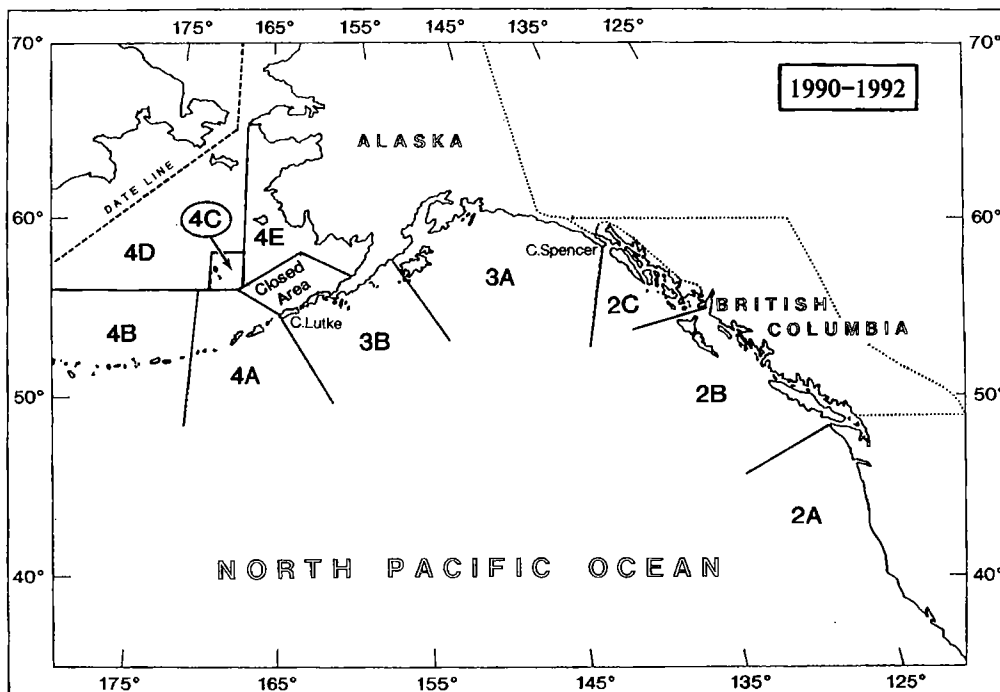 175° 165° 155° 135° 125°
70° 70°
1990–1992
ALASKA
DATE LINE
60° 4C 60°
4D 4E
C.Spencer 3A
Closed
Area
2C
BRITISH
COLUMBIA
C.Lutke
4B 3B
4A
50° 2B 50°
2A
NORTH PACIFIC OCEAN
40° 40°
175° 165° 155° 145° 135° 125°